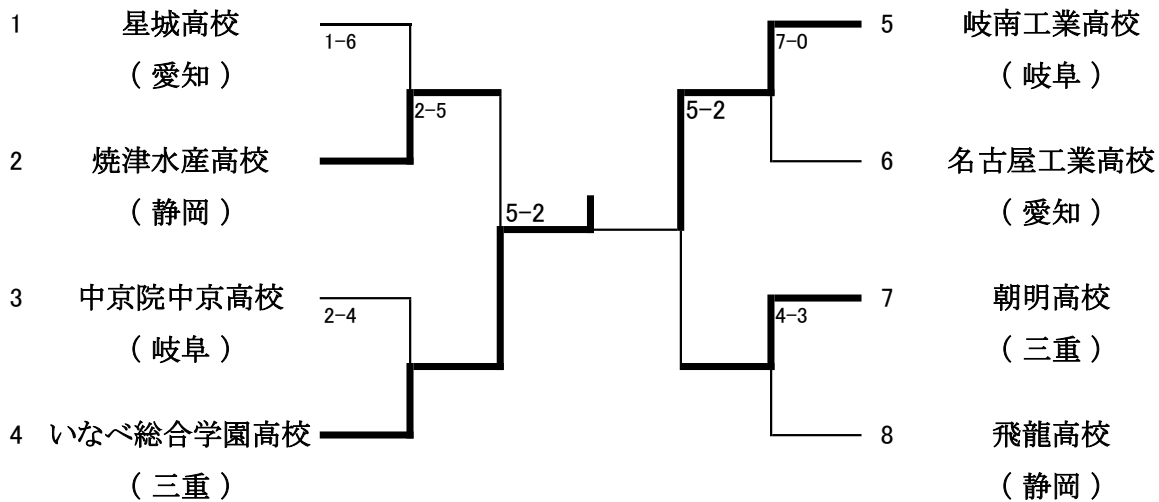 1 星城高校
(愛知)
1-6
2-5
2 焼津水産高校
(静岡)
5-2
3 中京院中京高校
(岐阜)
2-4
4 いなべ総合学園高校
(三重)
5 岐南工業高校
(岐阜)
7-0
5-2
6 名古屋工業高校
(愛知)
7 朝明高校
(三重)
4-3
8 飛龍高校
(静岡)